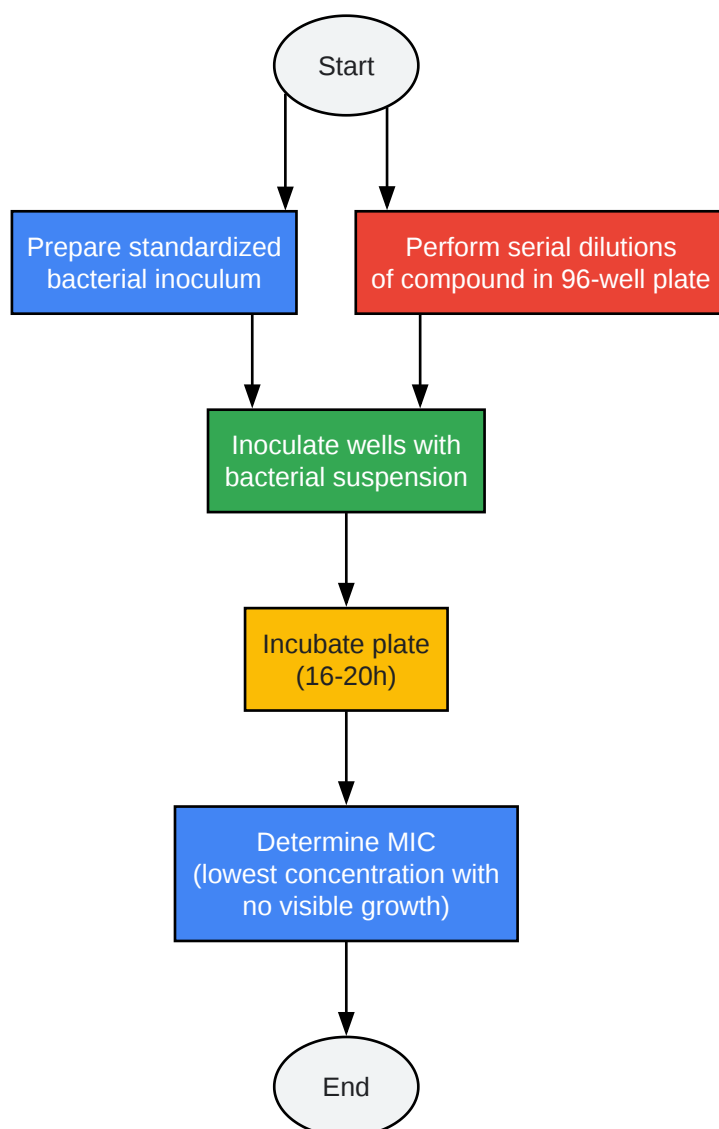 Start
Prepare standardized
bacterial inoculum
Perform serial dilutions
of compound in 96-well plate
Inoculate wells with
bacterial suspension
Incubate plate
(16-20h)
Determine MIC
(lowest concentration with
no visible growth)
End